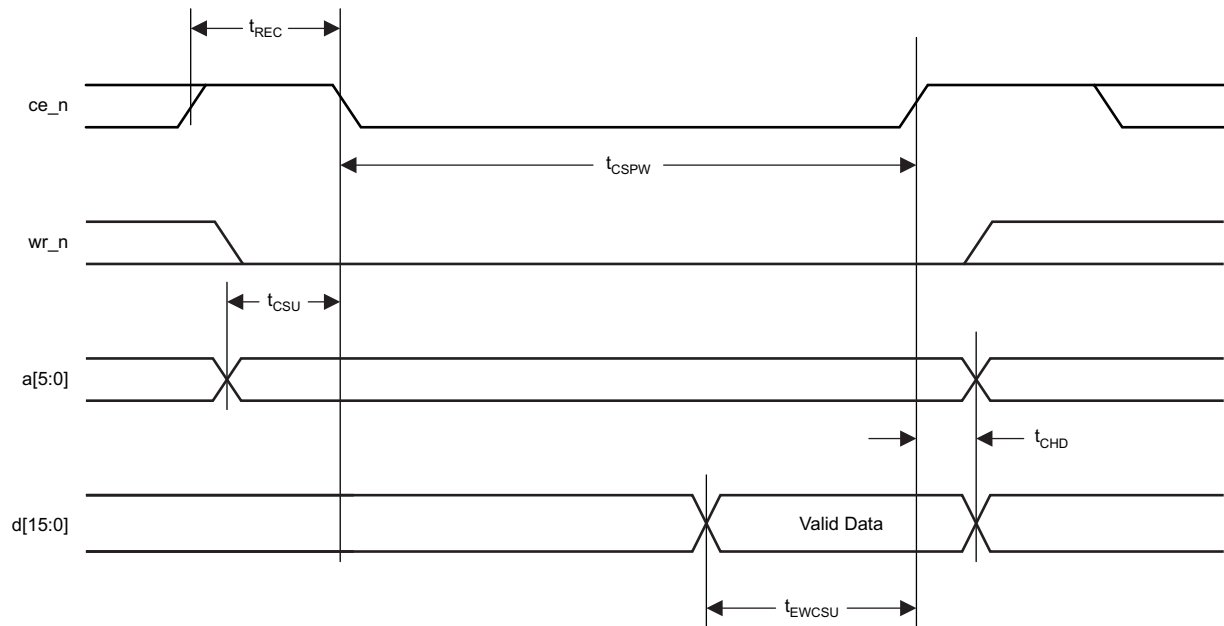 tREC
ce_n
tCSPW
wr_n
tCSU
a[5:0]
tCHD
d[15:0]
Valid Data
tEWCSU